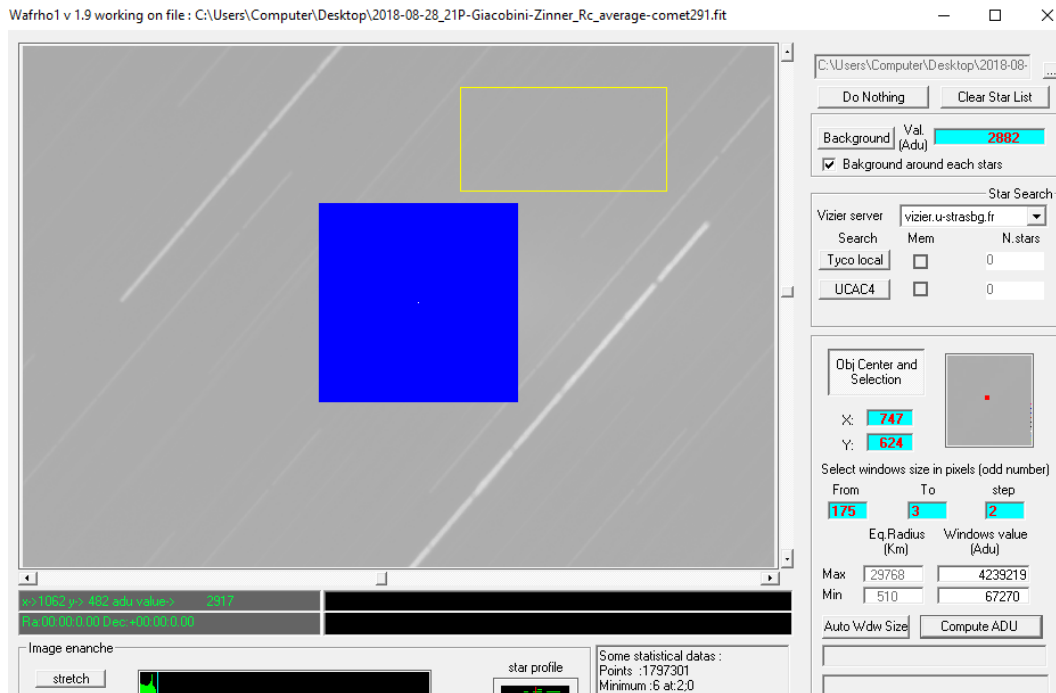 Wafrho1 v 1.9 working on file : C:\Users\Computer\Desktop\2018-08-28_21P-Giacobini-Zinner_Rc_average-comet291.fit
C:\Users\Computer\Desktop\2018-08- ...
Do Nothing Clear Star List
Background Val. (Adu) 2882
Bakground around each stars
Star Search
Vizier server vizier.u-strasbg.fr
Search Mem N.stars
Tyco local 0
UCAC4 0
Obj Center and
Selection
X: 747
Y: 624
Select windows size in pixels (odd number)
From To step
175 3 2
Eq.Radius Windows value
(Km) (Adu)
Max 29768 4239219
Min 510 67270
Auto Wdw Size Compute ADU
x->1062 y-> 482 adu value-> 2917
Ra:00:00:0.00 Dec:+00:00:0.00
Image enanche
stretch
star profile
Some statistical datas :
Points :1797301
Minimum :6 at:2;0